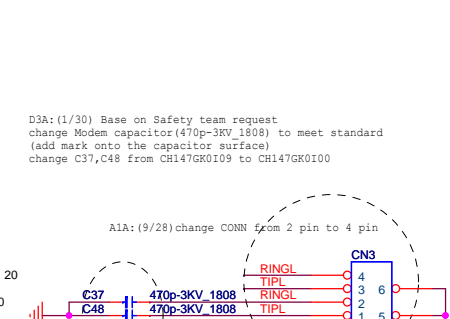 D3A:(1/30) Base on Safety team request
change Modem capacitor(470p-3KV_1808) to meet standard
(add mark onto the capacitor surface)
change C37,C48 from CH147GK0I09 to CH147GK0I00
A1A:(9/28)change CONN from 2 pin to 4 pin
CN3
20
RINGL 4
TIPL 3 6
C37 470p-3KV_1808 RINGL 2
C48 470p-3KV_1808 TIPL 1 5